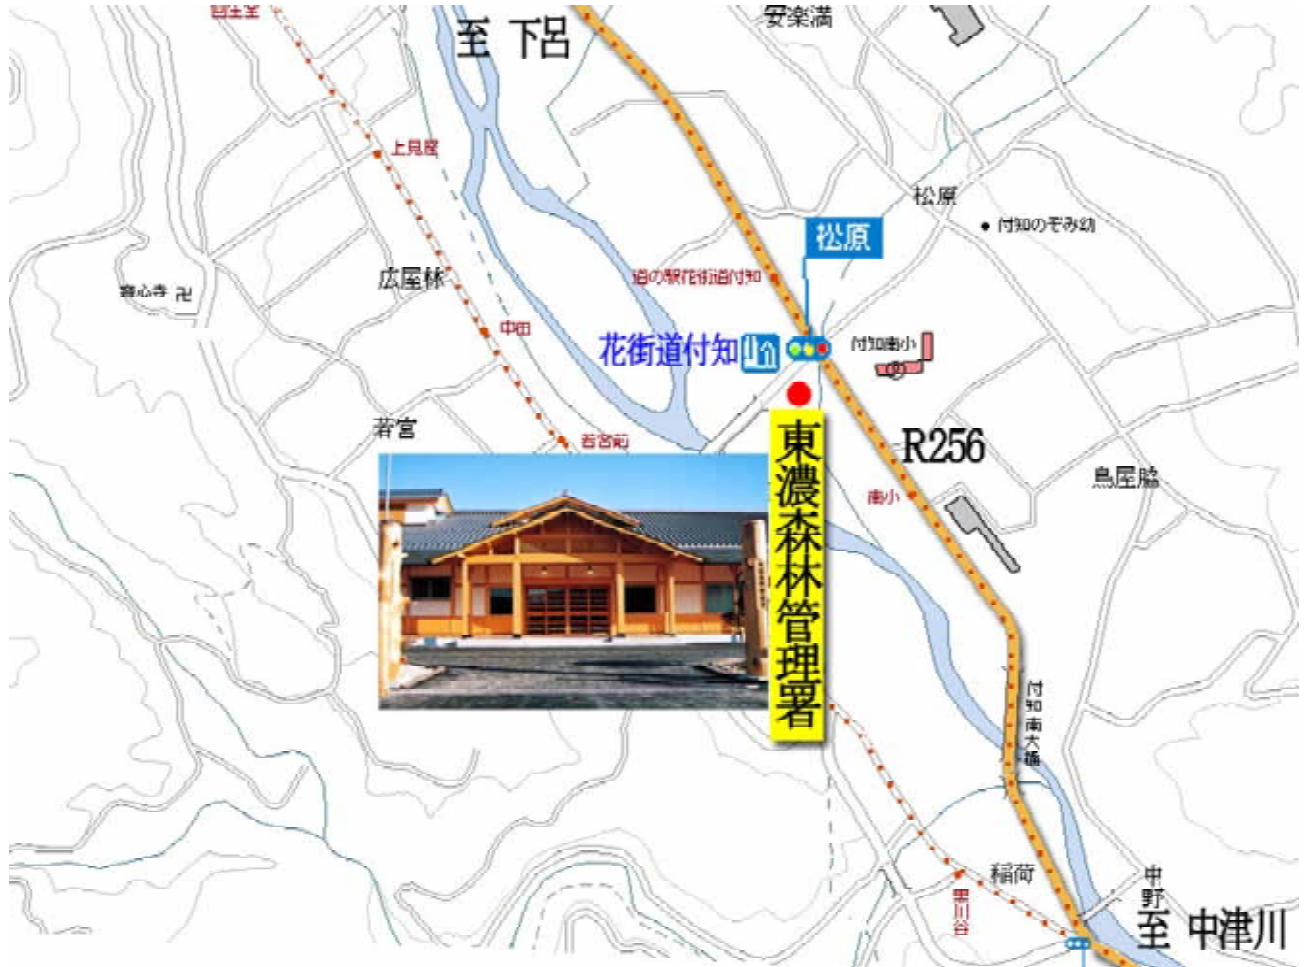 至 下呂
安楽満
上見屋
松原
付知のぞみ幼
松原
道の駅花街道付知
広屋林
中田
花街道付知
付知南小
若宮
若宮前
R256
南小
鳥屋脇
東濃森林管理署
付知南大橋
稲荷
黒川谷
中野
至 中津川